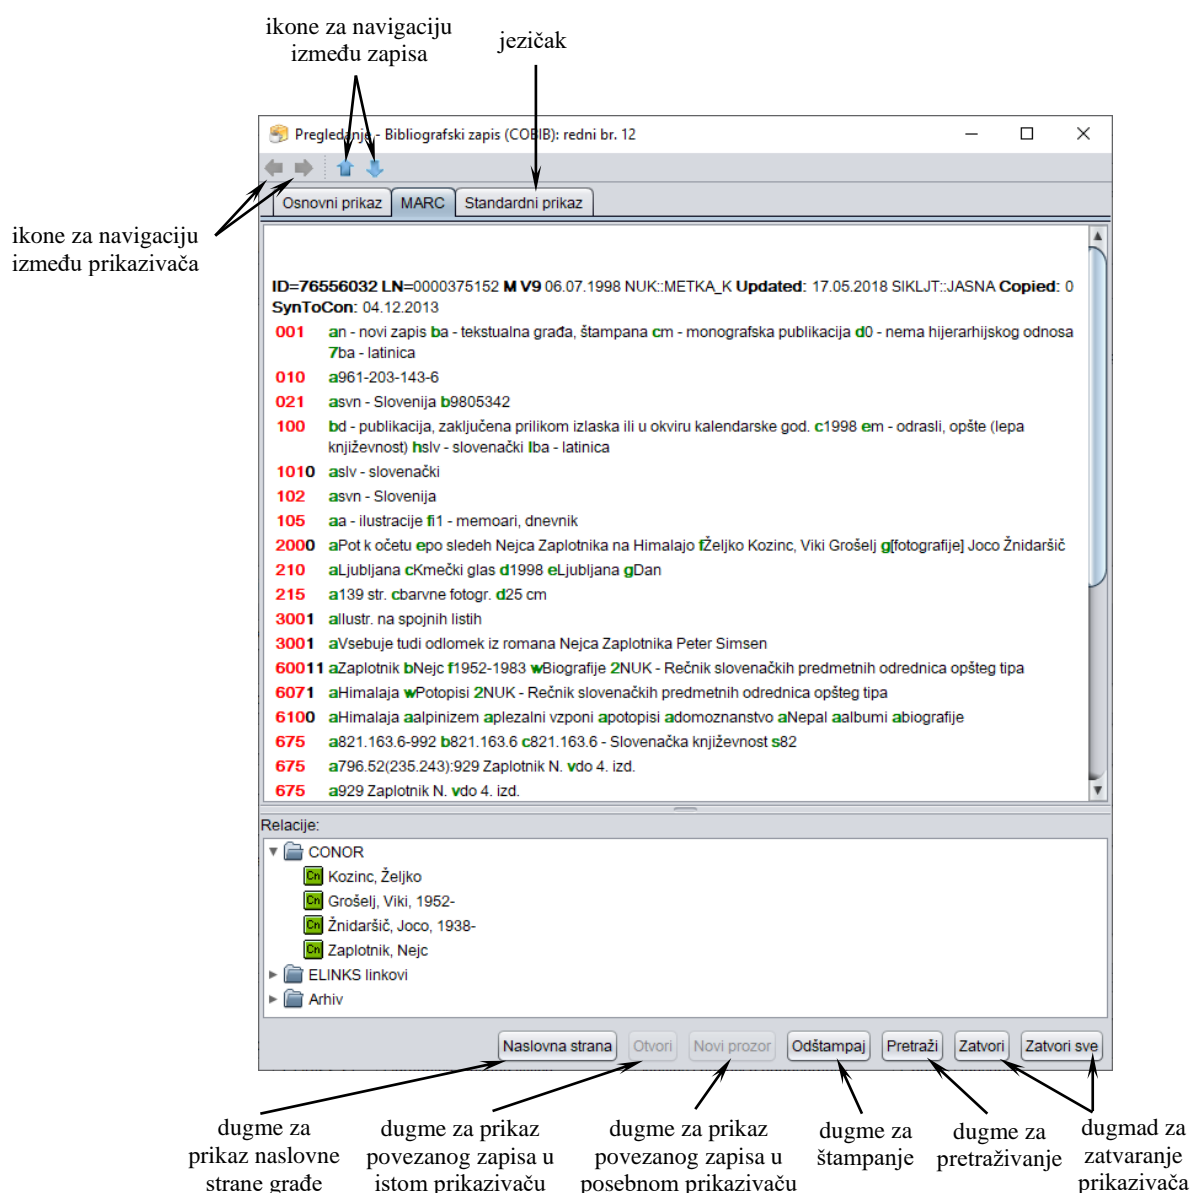 ikone za navigaciju
između zapisa
jezičak
Pregledanje - Bibliografski zapis (COBIB): redni br. 12
Osnovni prikaz MARC Standardni prikaz
ikone za navigaciju
između prikazivača
ID=76556032 LN=0000375152 M V9 06.07.1998 NUK::METKA_K Updated: 17.05.2018 SIKLJT::JASNA Copied: 0
SynToCon: 04.12.2013
001 an - novi zapis ba - tekstualna građa, štampana cm - monografska publikacija d0 - nema hijerarhijskog odnosa
7ba - latinica
010 a961-203-143-6
021 asvn - Slovenija b9805342
100 bd - publikacija, zaključena prilikom izlaska ili u okviru kalendarske god. c1998 em - odrasli, opšte (lepa
književnost) hslv - slovenački lba - latinica
1010 aslv - slovenački
102 asvn - Slovenija
105 aa - ilustracije fi1 - memoari, dnevnik
2000 aPot k očetu epo sledeh Nejca Zaplotnika na Himalajo fŽeljko Kozinc, Viki Grošelj g[fotografije] Joco Žnidaršič
210 aLjubljana cKmečki glas d1998 eLjubljana gDan
215 a139 str. cbarvne fotogr. d25 cm
3001 aIlustr. na spojnih listih
3001 aVsebuje tudi odlomek iz romana Nejca Zaplotnika Peter Simsen
60011 aZaplotnik bNejc f1952-1983 wBiografije 2NUK - Rečnik slovenačkih predmetnih odrednica opšteg tipa
6071 aHimalaja wPotopisi 2NUK - Rečnik slovenačkih predmetnih odrednica opšteg tipa
6100 aHimalaja aalpinizem aplezalni vzponi apotopisi adomoznanstvo aNepal aalbumi abiografije
675 a821.163.6-992 b821.163.6 c821.163.6 - Slovenačka književnost s82
675 a796.52(235.243):929 Zaplotnik N. vdo 4. izd.
675 a929 Zaplotnik N. vdo 4. izd.
Relacije:
CONOR
Cn Kozinc, Željko
Cn Grošelj, Viki, 1952-
Cn Žnidaršič, Joco, 1938-
Cn Zaplotnik, Nejc
ELINKS linkovi
Arhiv
Naslovna strana Otvori Novi prozor Odštampaj Pretraži Zatvori Zatvori sve
dugme za
prikaz naslovne
strane građe
dugme za prikaz
povezanog zapisa u
istom prikazivaču
dugme za prikaz
povezanog zapisa u
posebnom prikazivaču
dugme za
štampanje
dugme za
pretraživanje
dugmad za
zatvaranje
prikazivača